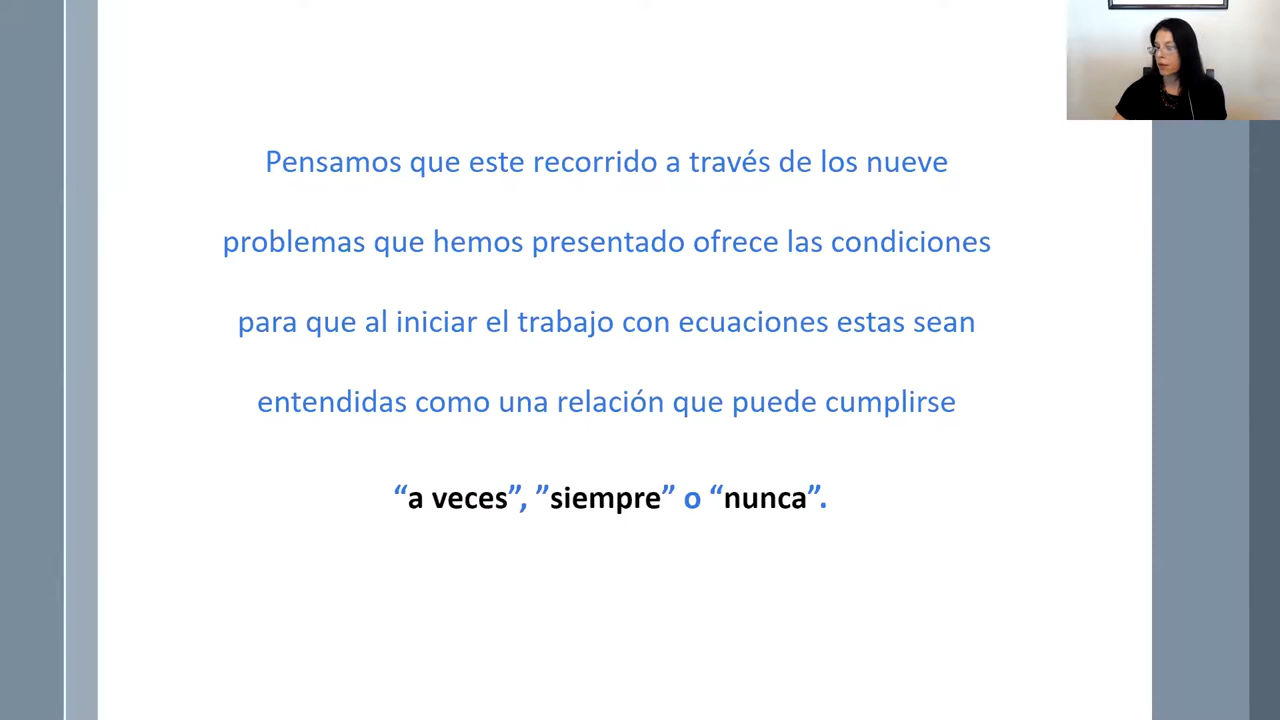 Pensamos que este recorrido a través de los nueve
problemas que hemos presentado ofrece las condiciones
para que al iniciar el trabajo con ecuaciones estas sean
entendidas como una relación que puede cumplirse
“a veces”, ”siempre” o “nunca”.